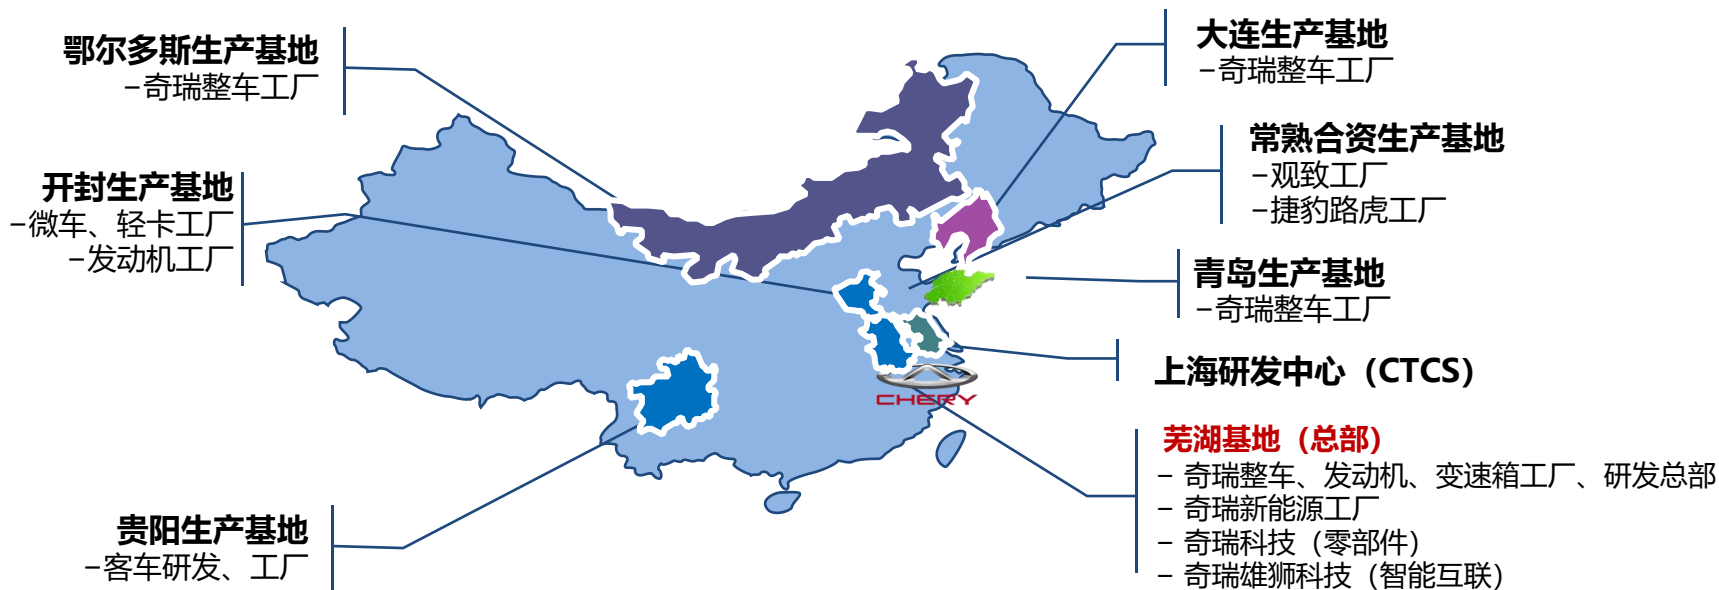 鄂尔多斯生产基地
–奇瑞整车工厂
开封生产基地
–微车、轻卡工厂
–发动机工厂
贵阳生产基地
–客车研发、工厂
大连生产基地
–奇瑞整车工厂
常熟合资生产基地
–观致工厂
–捷豹路虎工厂
青岛生产基地
–奇瑞整车工厂
上海研发中心（CTCS）
CHERY
芜湖基地（总部）
– 奇瑞整车、发动机、变速箱工厂、研发总部
– 奇瑞新能源工厂
– 奇瑞科技（零部件）
– 奇瑞雄狮科技（智能互联）